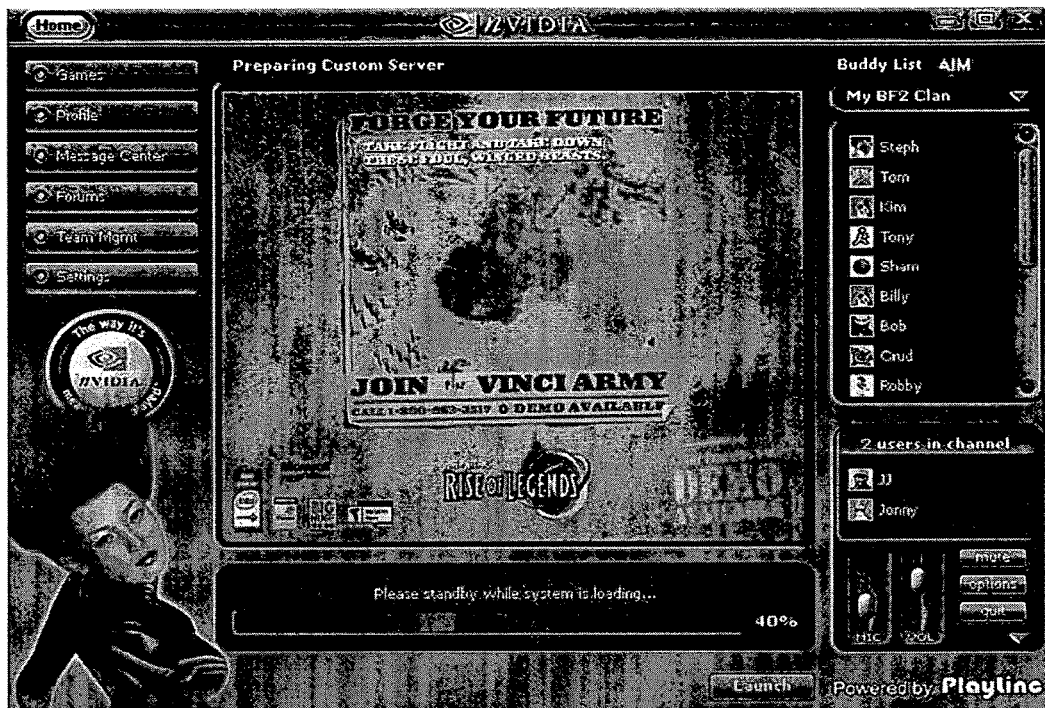 Home
nVIDIA
Games
Profile
Message Center
Forums
Team Mgmt
Settings
The way it's
nVIDIA
Preparing Custom Server
FORGE YOUR FUTURE
TAKE FLIGHT AND TAKE DOWN
THESE FOUL, WINGED BEASTS.
JOIN the VINCI ARMY
DEMO AVAILABLE
RISE OF LEGENDS
DEMO
Please standby while system is loading...
40%
Launch
Buddy List AIM
My BF2 Clan
Steph
Tom
Kim
Tony
Sham
Billy
Bob
Crud
Robby
2 users in channel
JJ
Jonny
mute
options
quit
MIC VOL
Powered by Playlinc